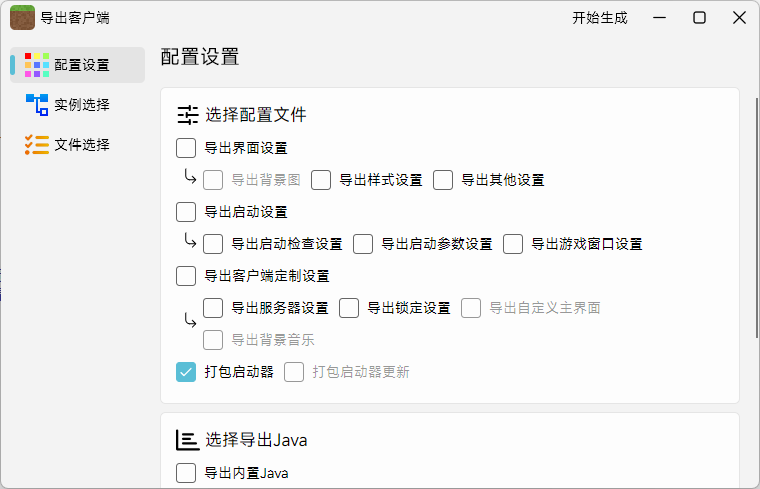 导出客户端
开始生成
配置设置
实例选择
文件选择
配置设置
选择配置文件
导出界面设置
导出背景图 导出样式设置 导出其他设置
导出启动设置
导出启动检查设置 导出启动参数设置 导出游戏窗口设置
导出客户端定制设置
导出服务器设置 导出锁定设置 导出自定义主界面
导出背景音乐
打包启动器 打包启动器更新
选择导出Java
导出内置Java